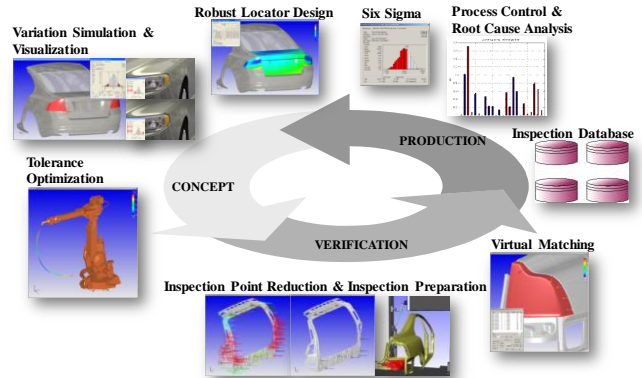 Variation Simulation &
Visualization
Robust Locator Design
Six Sigma
Process Control &
Root Cause Analysis
PRODUCTION
Inspection Database
Tolerance
Optimization
CONCEPT
VERIFICATION
Virtual Matching
Inspection Point Reduction & Inspection Preparation